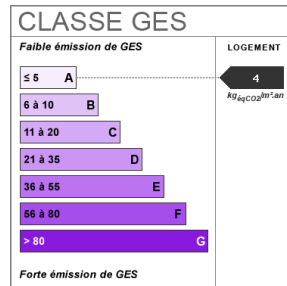 CLASSE GES
Faible émission de GES
LOGEMENT
≤ 5 A
4
kgéqCO2/m².an
6 à 10 B
11 à 20 C
21 à 35 D
36 à 55 E
56 à 80 F
> 80 G
Forte émission de GES